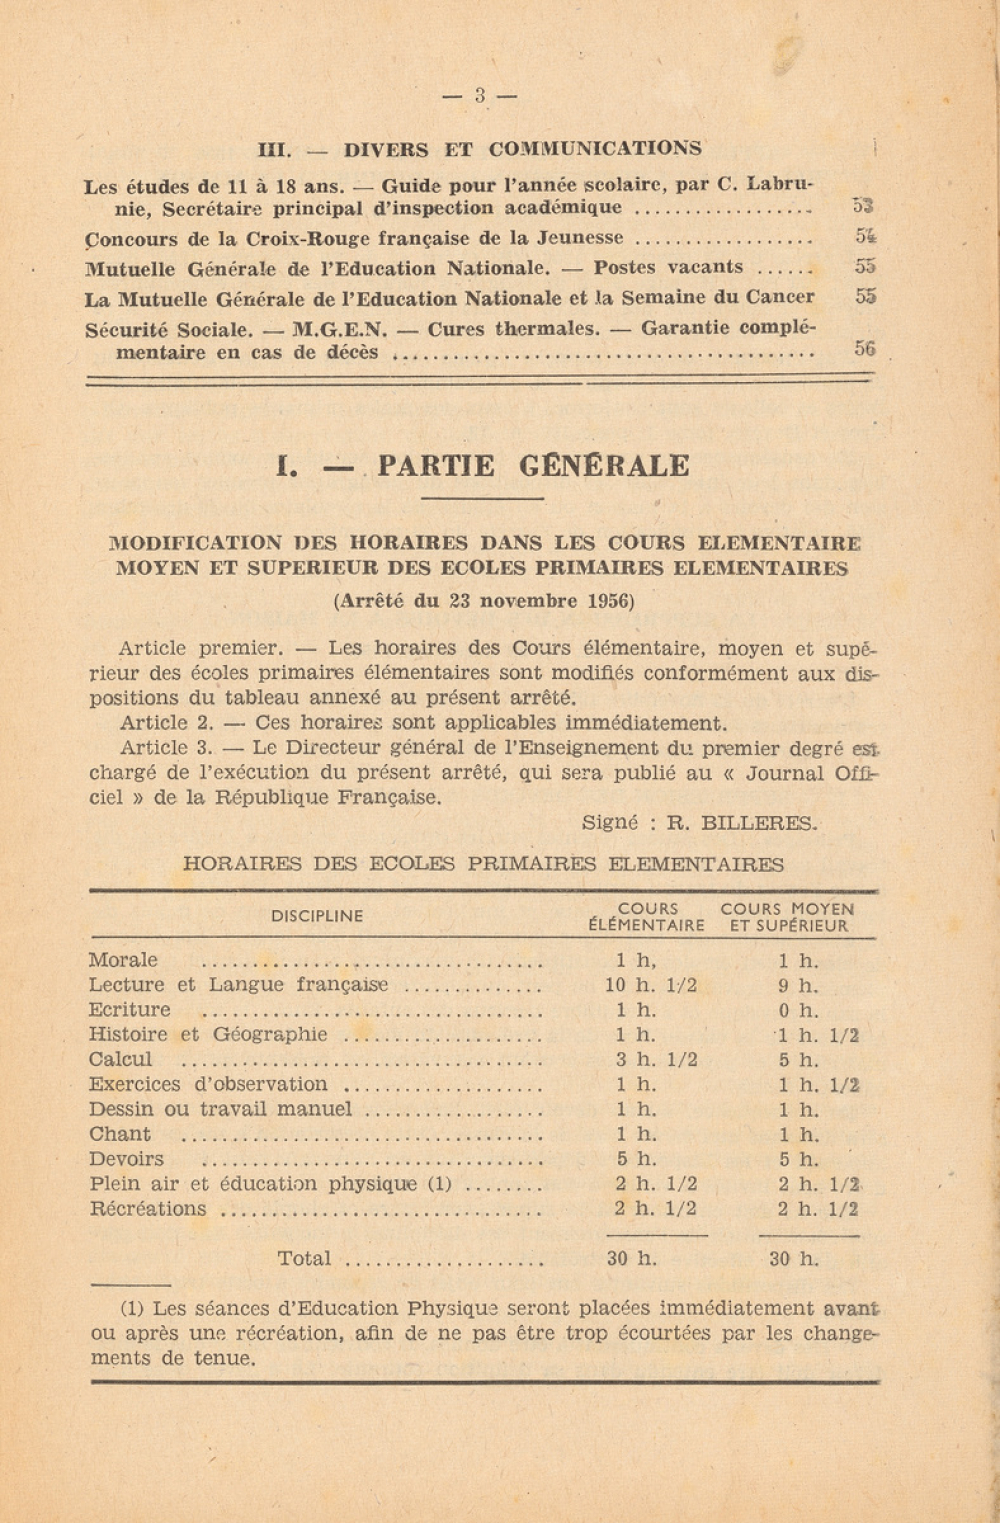 — 3 —
III. — DIVERS ET COMMUNICATIONS
Les études de 11 à 18 ans. — Guide pour l'année scolaire, par C. Labru-
nie, Secrétaire principal d'inspection académique .................. 53
Concours de la Croix-Rouge française de la Jeunesse .................. 54
Mutuelle Générale de l'Education Nationale. — Postes vacants ...... 55
La Mutuelle Générale de l'Education Nationale et la Semaine du Cancer 55
Sécurité Sociale. — M.G.E.N. — Cures thermales. — Garantie complé-
mentaire en cas de décès .......................................... 56
I. — PARTIE GÉNÉRALE
MODIFICATION DES HORAIRES DANS LES COURS ELEMENTAIRE
MOYEN ET SUPERIEUR DES ECOLES PRIMAIRES ELEMENTAIRES
(Arrêté du 23 novembre 1956)
Article premier. — Les horaires des Cours élémentaire, moyen et supé-
rieur des écoles primaires élémentaires sont modifiés conformément aux dis-
positions du tableau annexé au présent arrêté.
Article 2. — Ces horaires sont applicables immédiatement.
Article 3. — Le Directeur général de l'Enseignement du premier degré est
chargé de l'exécution du présent arrêté, qui sera publié au « Journal Offi-
ciel » de la République Française.
Signé : R. BILLERES.
HORAIRES DES ECOLES PRIMAIRES ELEMENTAIRES
DISCIPLINE COURS ÉLÉMENTAIRE COURS MOYEN ET SUPÉRIEUR
Morale .................................. 1 h, 1 h.
Lecture et Langue française .............. 10 h. 1/2 9 h.
Ecriture .................................. 1 h. 0 h.
Histoire et Géographie .................... 1 h. 1 h. 1/2
Calcul .................................... 3 h. 1/2 5 h.
Exercices d'observation .................... 1 h. 1 h. 1/2
Dessin ou travail manuel .................. 1 h. 1 h.
Chant .................................... 1 h. 1 h.
Devoirs .................................. 5 h. 5 h.
Plein air et éducation physique (1) ........ 2 h. 1/2 2 h. 1/2
Récréations ................................ 2 h. 1/2 2 h. 1/2
Total .................... 30 h. 30 h.
(1) Les séances d'Education Physique seront placées immédiatement avant
ou après une récréation, afin de ne pas être trop écourtées par les change-
ments de tenue.